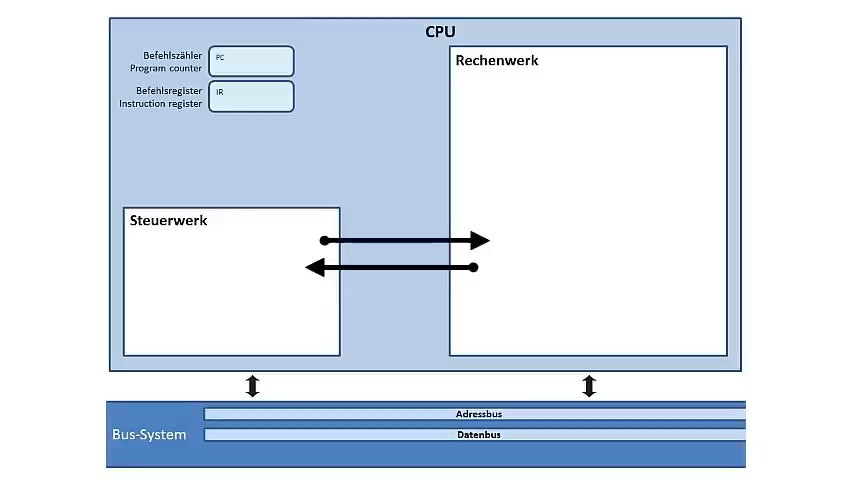 CPU
Befehlszähler
Program counter
PC
Befehlsregister
Instruction register
IR
Rechenwerk
Steuerwerk
Bus-System
Adressbus
Datenbus